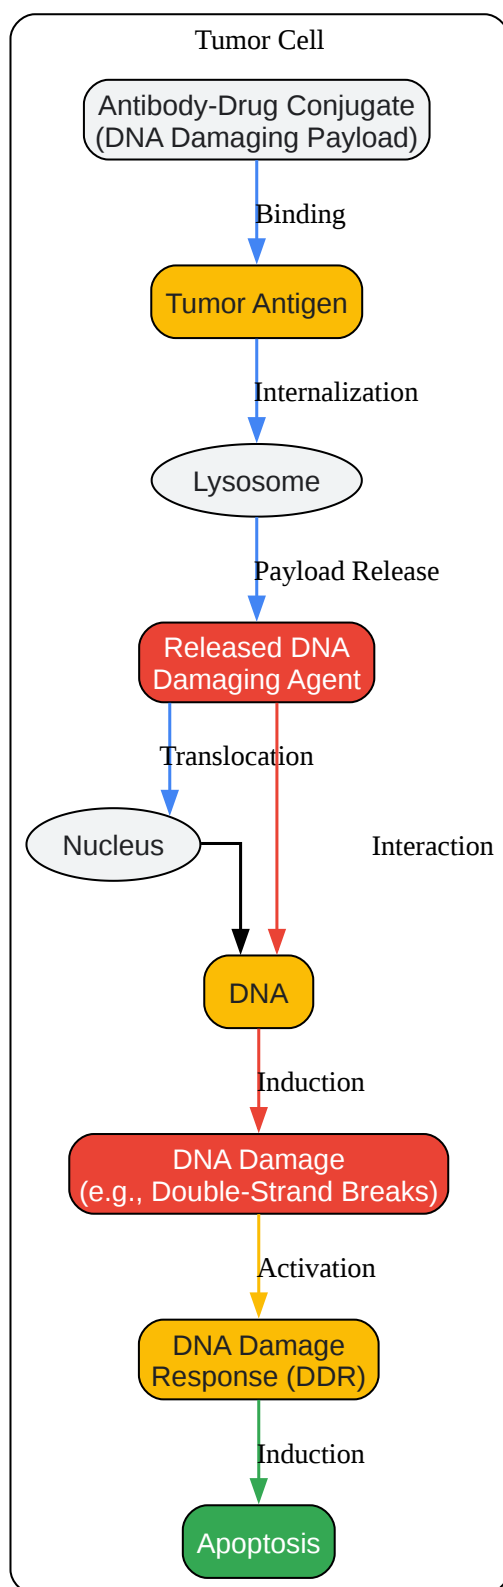 Tumor Cell
Antibody-Drug Conjugate
(DNA Damaging Payload)
Binding
Tumor Antigen
Internalization
Lysosome
Payload Release
Released DNA
Damaging Agent
Translocation
Nucleus
Interaction
DNA
Induction
DNA Damage
(e.g., Double-Strand Breaks)
Activation
DNA Damage
Response (DDR)
Induction
Apoptosis